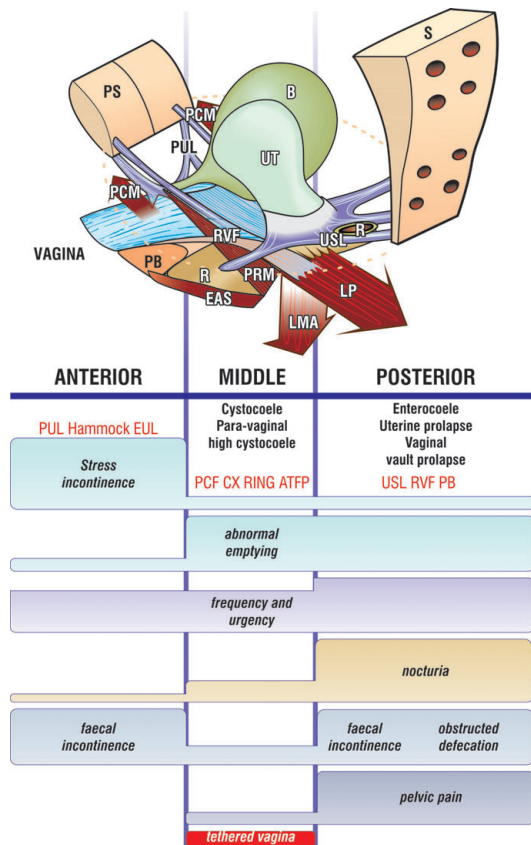 S
PS
B
PCM
PUL
UT
PCM
RVF
USL
R
VAGINA
PB
R
PRM
EAS
LP
LMA
ANTERIOR
MIDDLE
POSTERIOR
Cystocoele
Para-vaginal
high cystocoele
Enterocoele
Uterine prolapse
Vaginal
vault prolapse
PUL Hammock EUL
PCF CX RING ATFP
USL RVF PB
Stress
incontinence
abnormal
emptying
frequency and
urgency
nocturia
faecal
incontinence
faecal
incontinence
obstructed
defecation
pelvic pain
tethered vagina